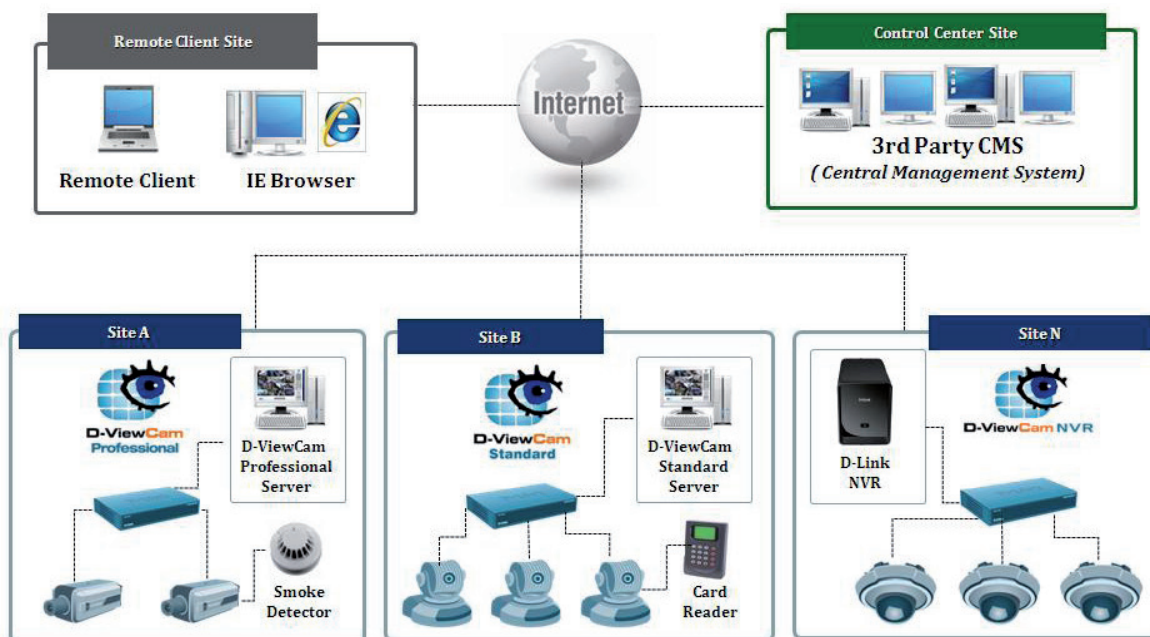 Remote Client Site
Remote Client
IE Browser
Internet
Control Center Site
3rd Party CMS
( Central Management System)
Site A
D-ViewCam
Professional
D-ViewCam
Professional
Server
Smoke
Detector
Site B
D-ViewCam
Standard
D-ViewCam
Standard
Server
Card
Reader
Site N
D-Link
NVR
D-ViewCam NVR